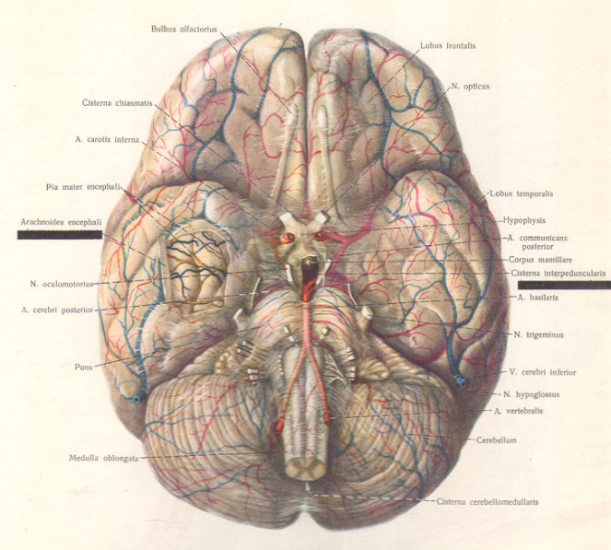 Bulbus olfactorius
Lobus frontalis
N. opticus
Cisterna chiasmatis
A. carotis interna
Pia mater encephali
Arachnoidea encephali
N. oculomotorius
A. cerebri posterior
Pons
Medulla oblongata
Lobus temporalis
Hypophysis
A. communicans
posterior
Corpus mamillare
Cisterna interpeduncularis
A. basilaris
N. trigeminus
V. cerebri inferior
N. hypoglossus
A. vertebralis
Cerebellum
Cisterna cerebellomedullaris